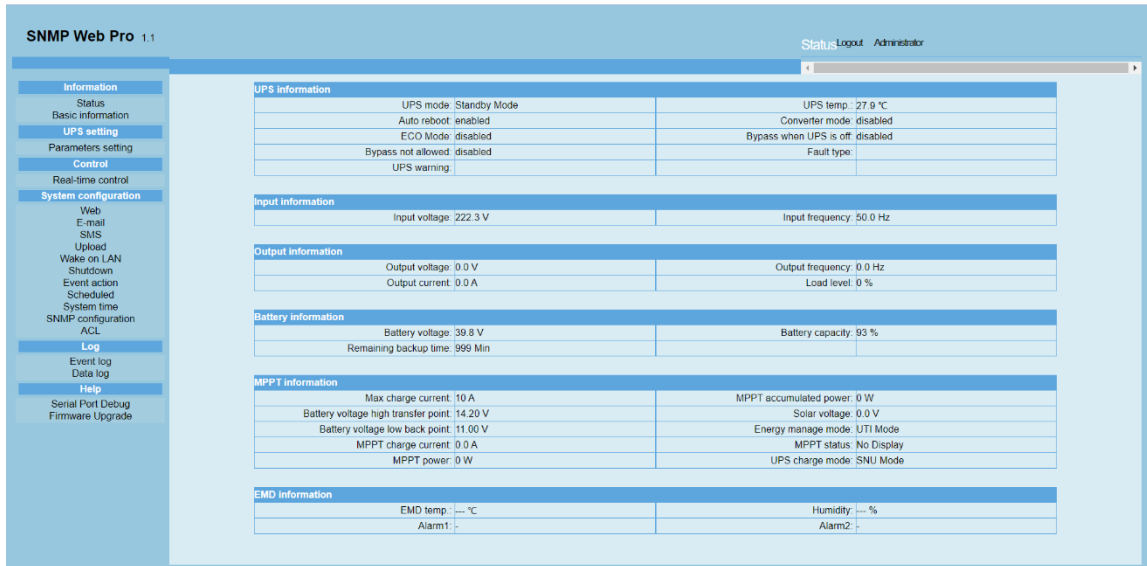 SNMP Web Pro 1.1
Status Logout Administrator
Information
Status
Basic information
UPS setting
Parameters setting
Control
Real-time control
System configuration
Web
E-mail
SMS
Upload
Wake on LAN
Shutdown
Event action
Scheduled
System time
SNMP configuration
ACL
Log
Event log
Data log
Help
Serial Port Debug
Firmware Upgrade
UPS information
UPS mode: Standby Mode UPS temp.: 27.9 ℃
Auto reboot: enabled Converter mode: disabled
ECO Mode: disabled Bypass when UPS is off: disabled
Bypass not allowed: disabled Fault type:
UPS warning:
Input information
Input voltage: 222.3 V Input frequency: 50.0 Hz
Output information
Output voltage: 0.0 V Output frequency: 0.0 Hz
Output current: 0.0 A Load level: 0 %
Battery information
Battery voltage: 39.8 V Battery capacity: 93 %
Remaining backup time: 999 Min
MPPT information
Max charge current: 10 A MPPT accumulated power: 0 W
Battery voltage high transfer point: 14.20 V Solar voltage: 0.0 V
Battery voltage low back point: 11.00 V Energy manage mode: UTI Mode
MPPT charge current: 0.0 A MPPT status: No Display
MPPT power: 0 W UPS charge mode: SNU Mode
EMD information
EMD temp.: --- ℃ Humidity: --- %
Alarm1: - Alarm2: -